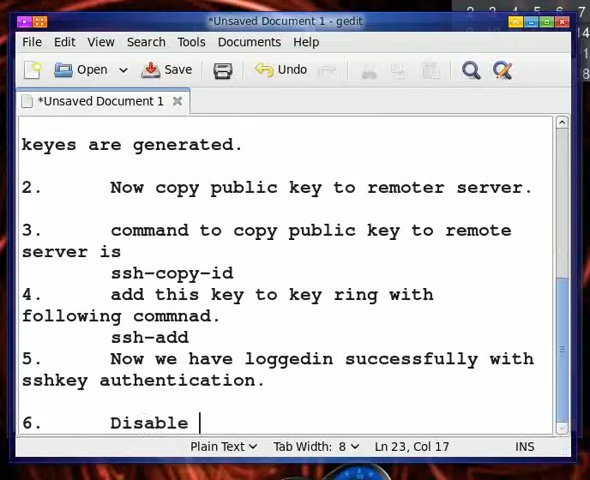 *Unsaved Document 1 - gedit
File Edit View Search Tools Documents Help
Open Save Undo
*Unsaved Document 1
keyes are generated.
2. Now copy public key to remoter server.
3. command to copy public key to remote
server is
ssh-copy-id
4. add this key to key ring with
following commnad.
ssh-add
5. Now we have loggedin successfully with
sshkey authentication.
6. Disable
Plain Text Tab Width: 8 Ln 23, Col 17 INS